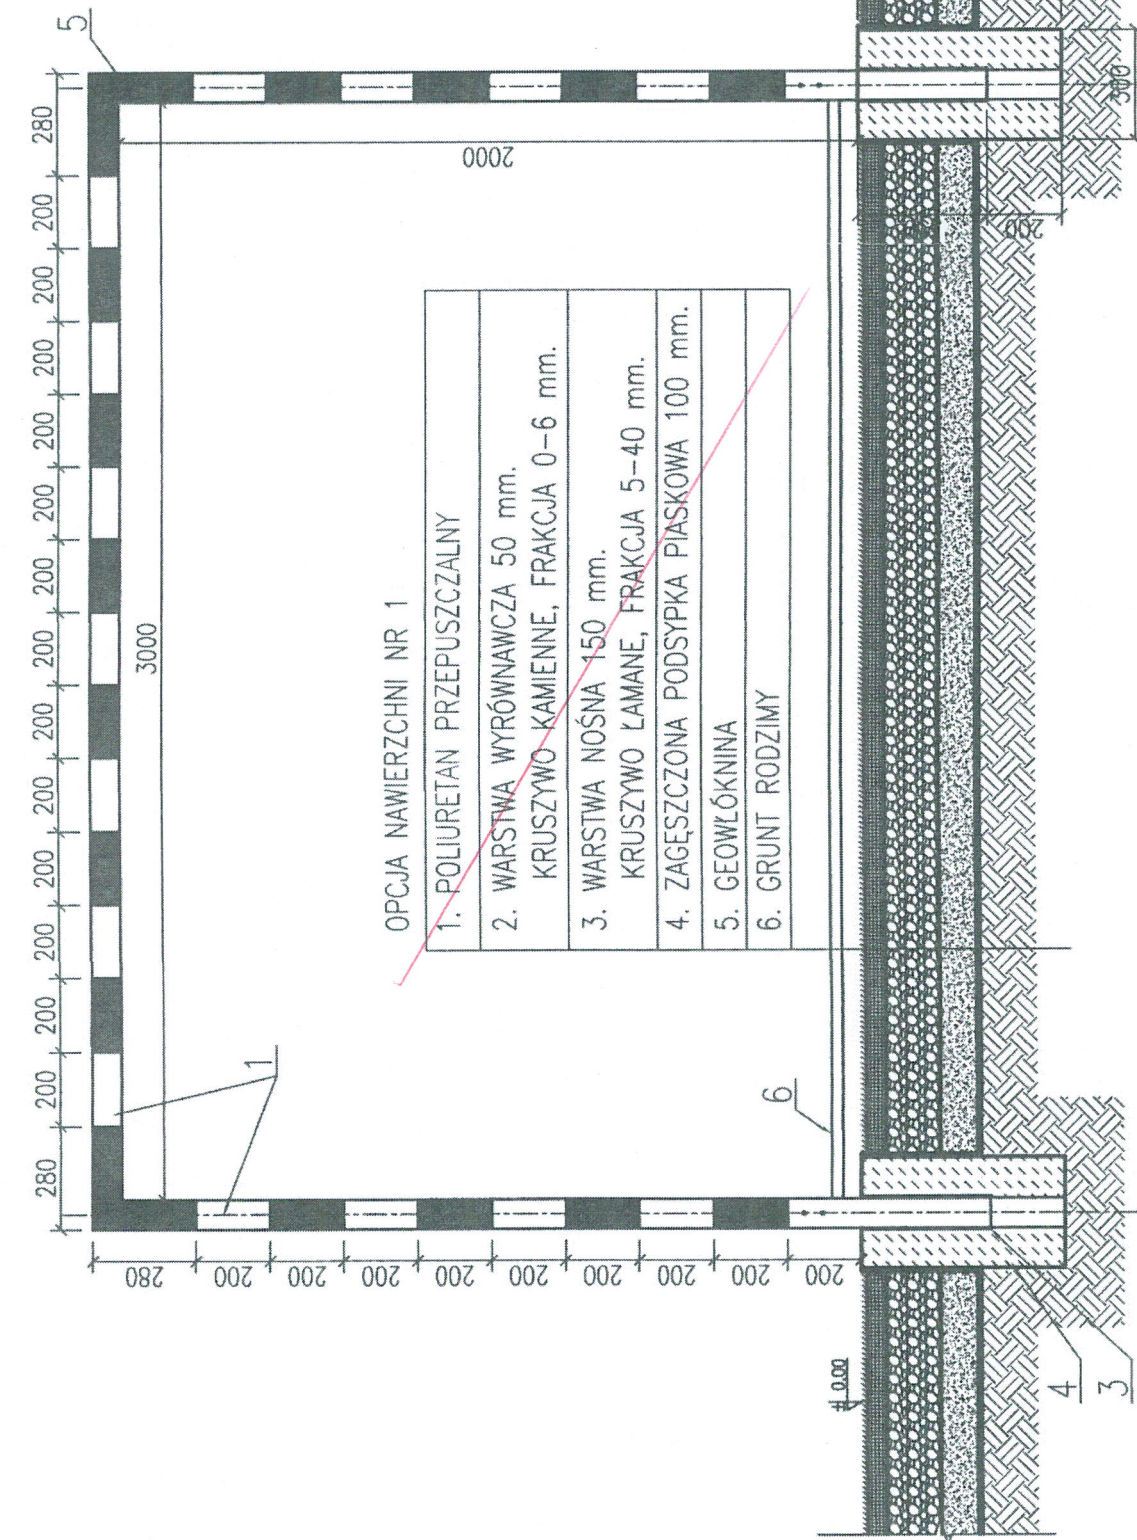 5
280 200 200 200 200 200 200 200 200 200 200 200 200 200 280
3000
2000
280
200
200
200
200
200
200
200
200
300
1
OPCJA NAWIERZCHNI NR 1
1. POLIURETAN PRZEPUSZCZALNY
2. WARSTWA WYRÓWNAWCZA 50 mm.
KRUSZYWO KAMIENNE, FRAKCJA 0-6 mm.
3. WARSTWA NOŚNA 150 mm.
KRUSZYWO ŁAMANE, FRAKCJA 5-40 mm.
4. ZAGĘSZCZONA PODSYPKA PIASKOWA 100 mm.
5. GEOWŁÓKNINA
6. GRUNT RODZIMY
6
0.00
4
3